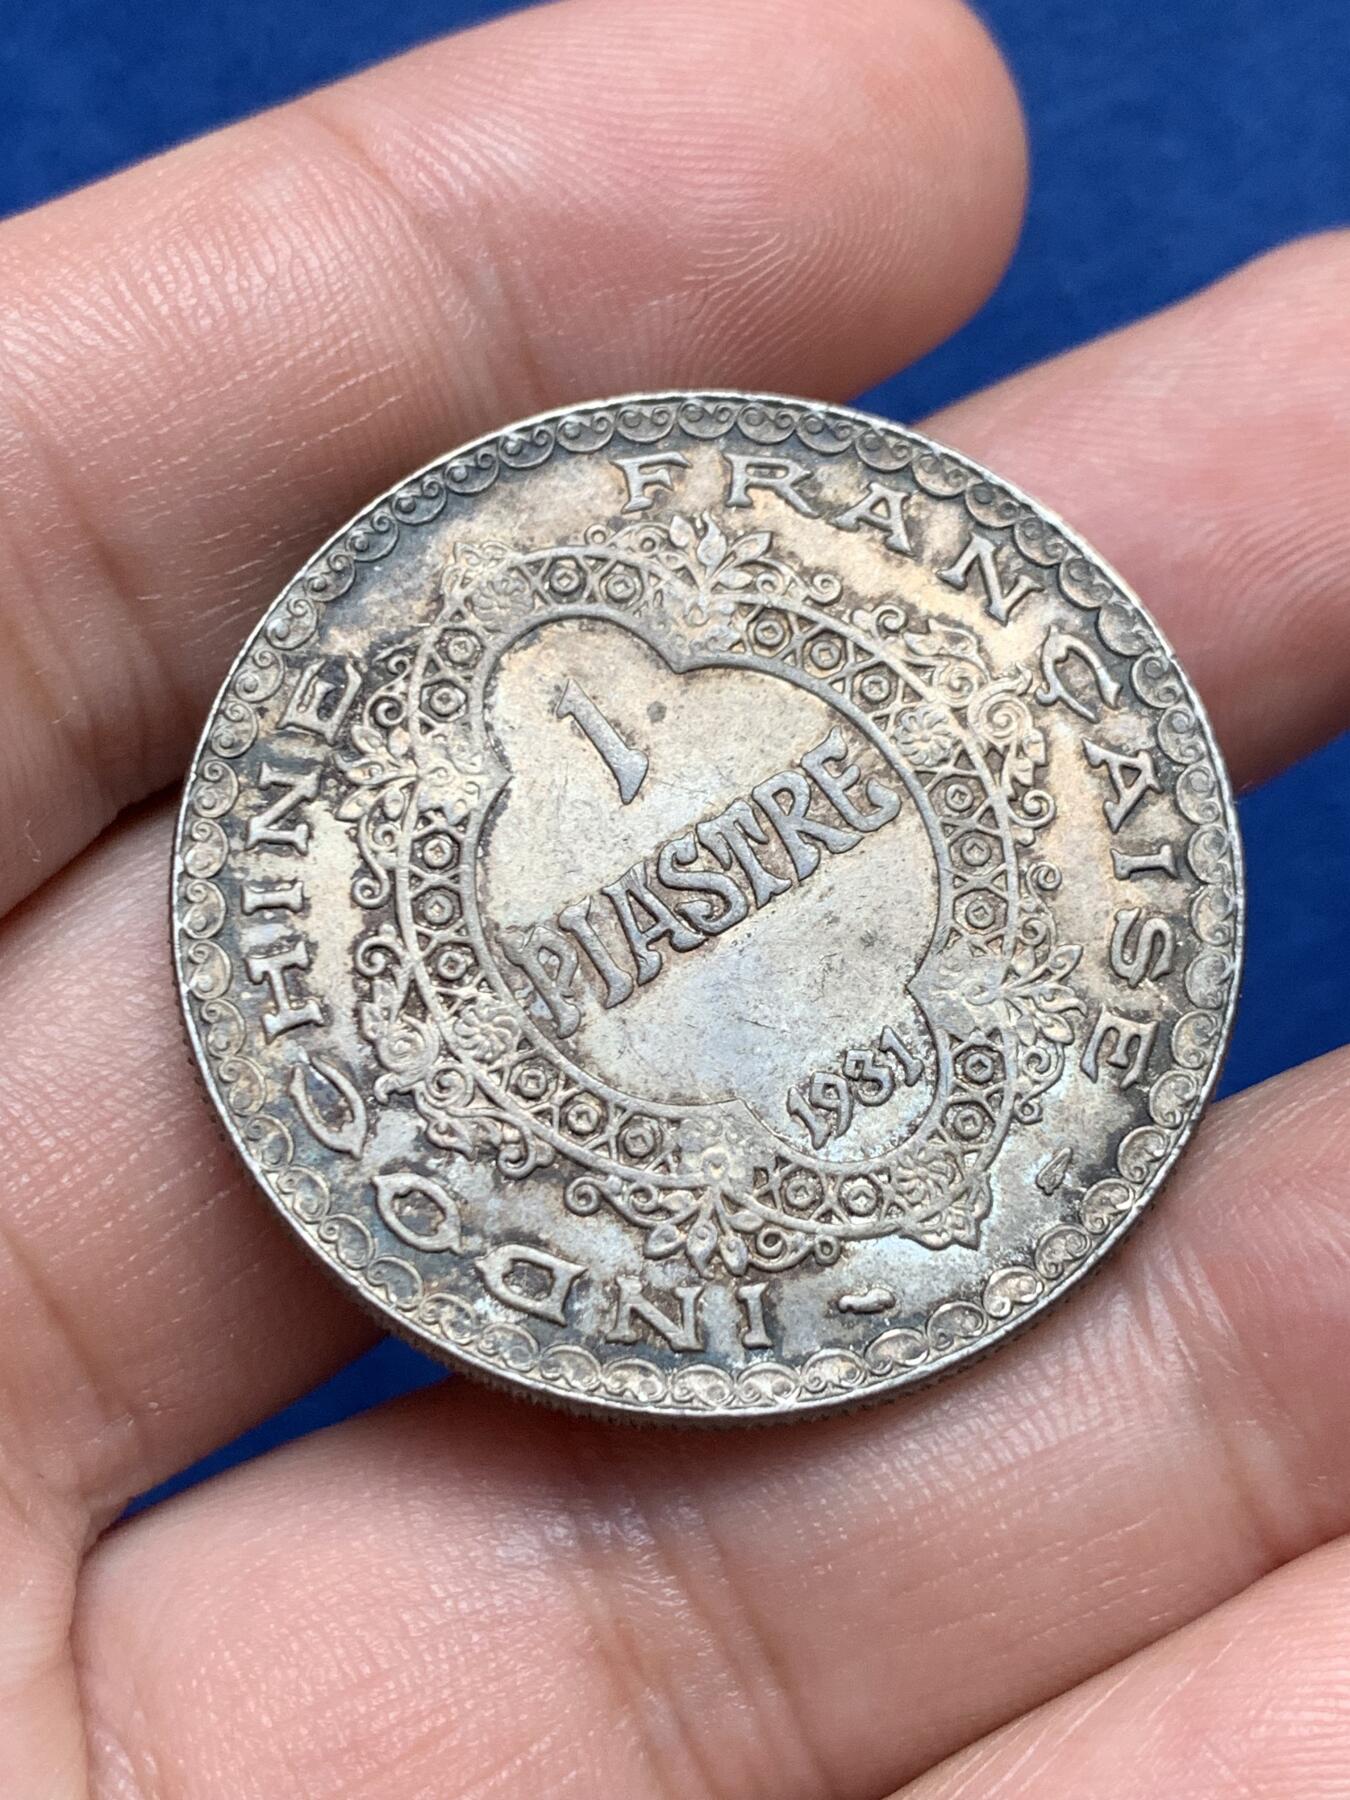 INDOCHINE FRANÇAISE
1
PIASTRE
1931